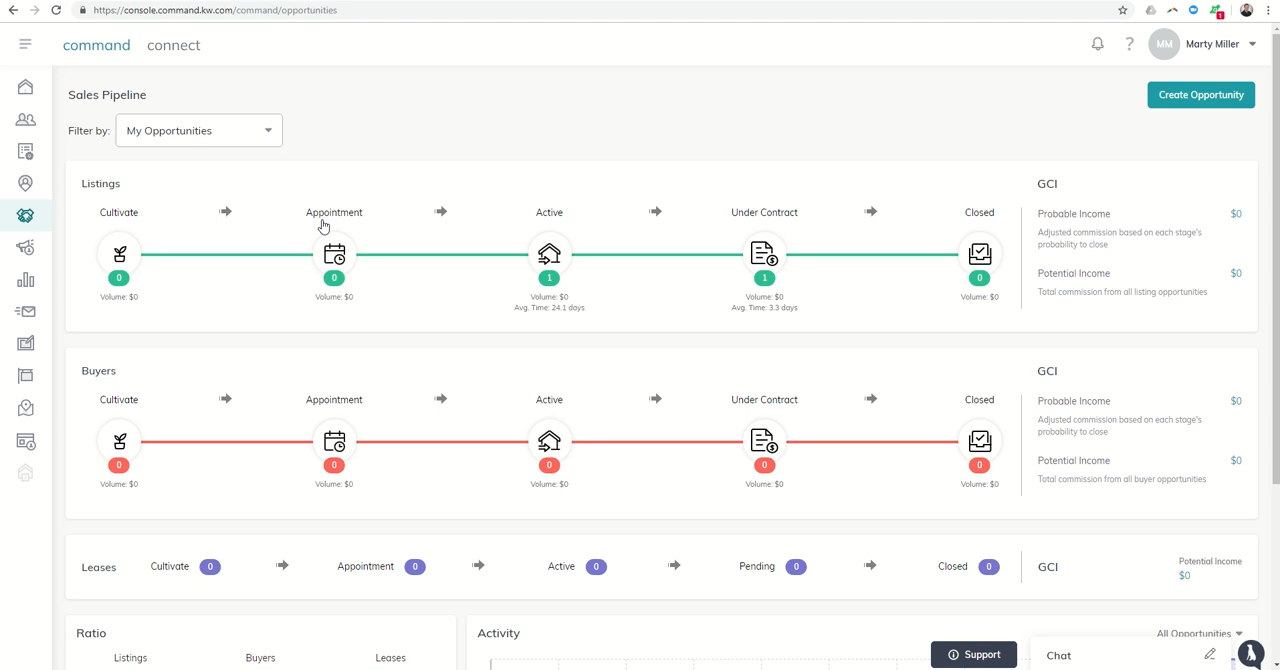 https://console.command.kw.com/command/opportunities
1
command connect
? MM Marty Miller
Sales Pipeline
Create Opportunity
Filter by: My Opportunities
Listings
Cultivate Appointment Active Under Contract Closed
0 0 1 1 0
Volume: $0 Volume: $0 Volume: $0 Volume: $0 Volume: $0
Avg. Time: 24.1 days Avg. Time: 3.3 days
GCI
Probable Income $0
Adjusted commission based on each stage's
probability to close
Potential Income $0
Total commission from all listing opportunities
Buyers
Cultivate Appointment Active Under Contract Closed
0 0 0 0 0
Volume: $0 Volume: $0 Volume: $0 Volume: $0 Volume: $0
GCI
Probable Income $0
Adjusted commission based on each stage's
probability to close
Potential Income $0
Total commission from all buyer opportunities
Leases Cultivate 0 Appointment 0 Active 0 Pending 0 Closed 0 GCI
Potential Income
$0
Ratio
Listings Buyers Leases
Activity
All Opportunities
Support
Chat